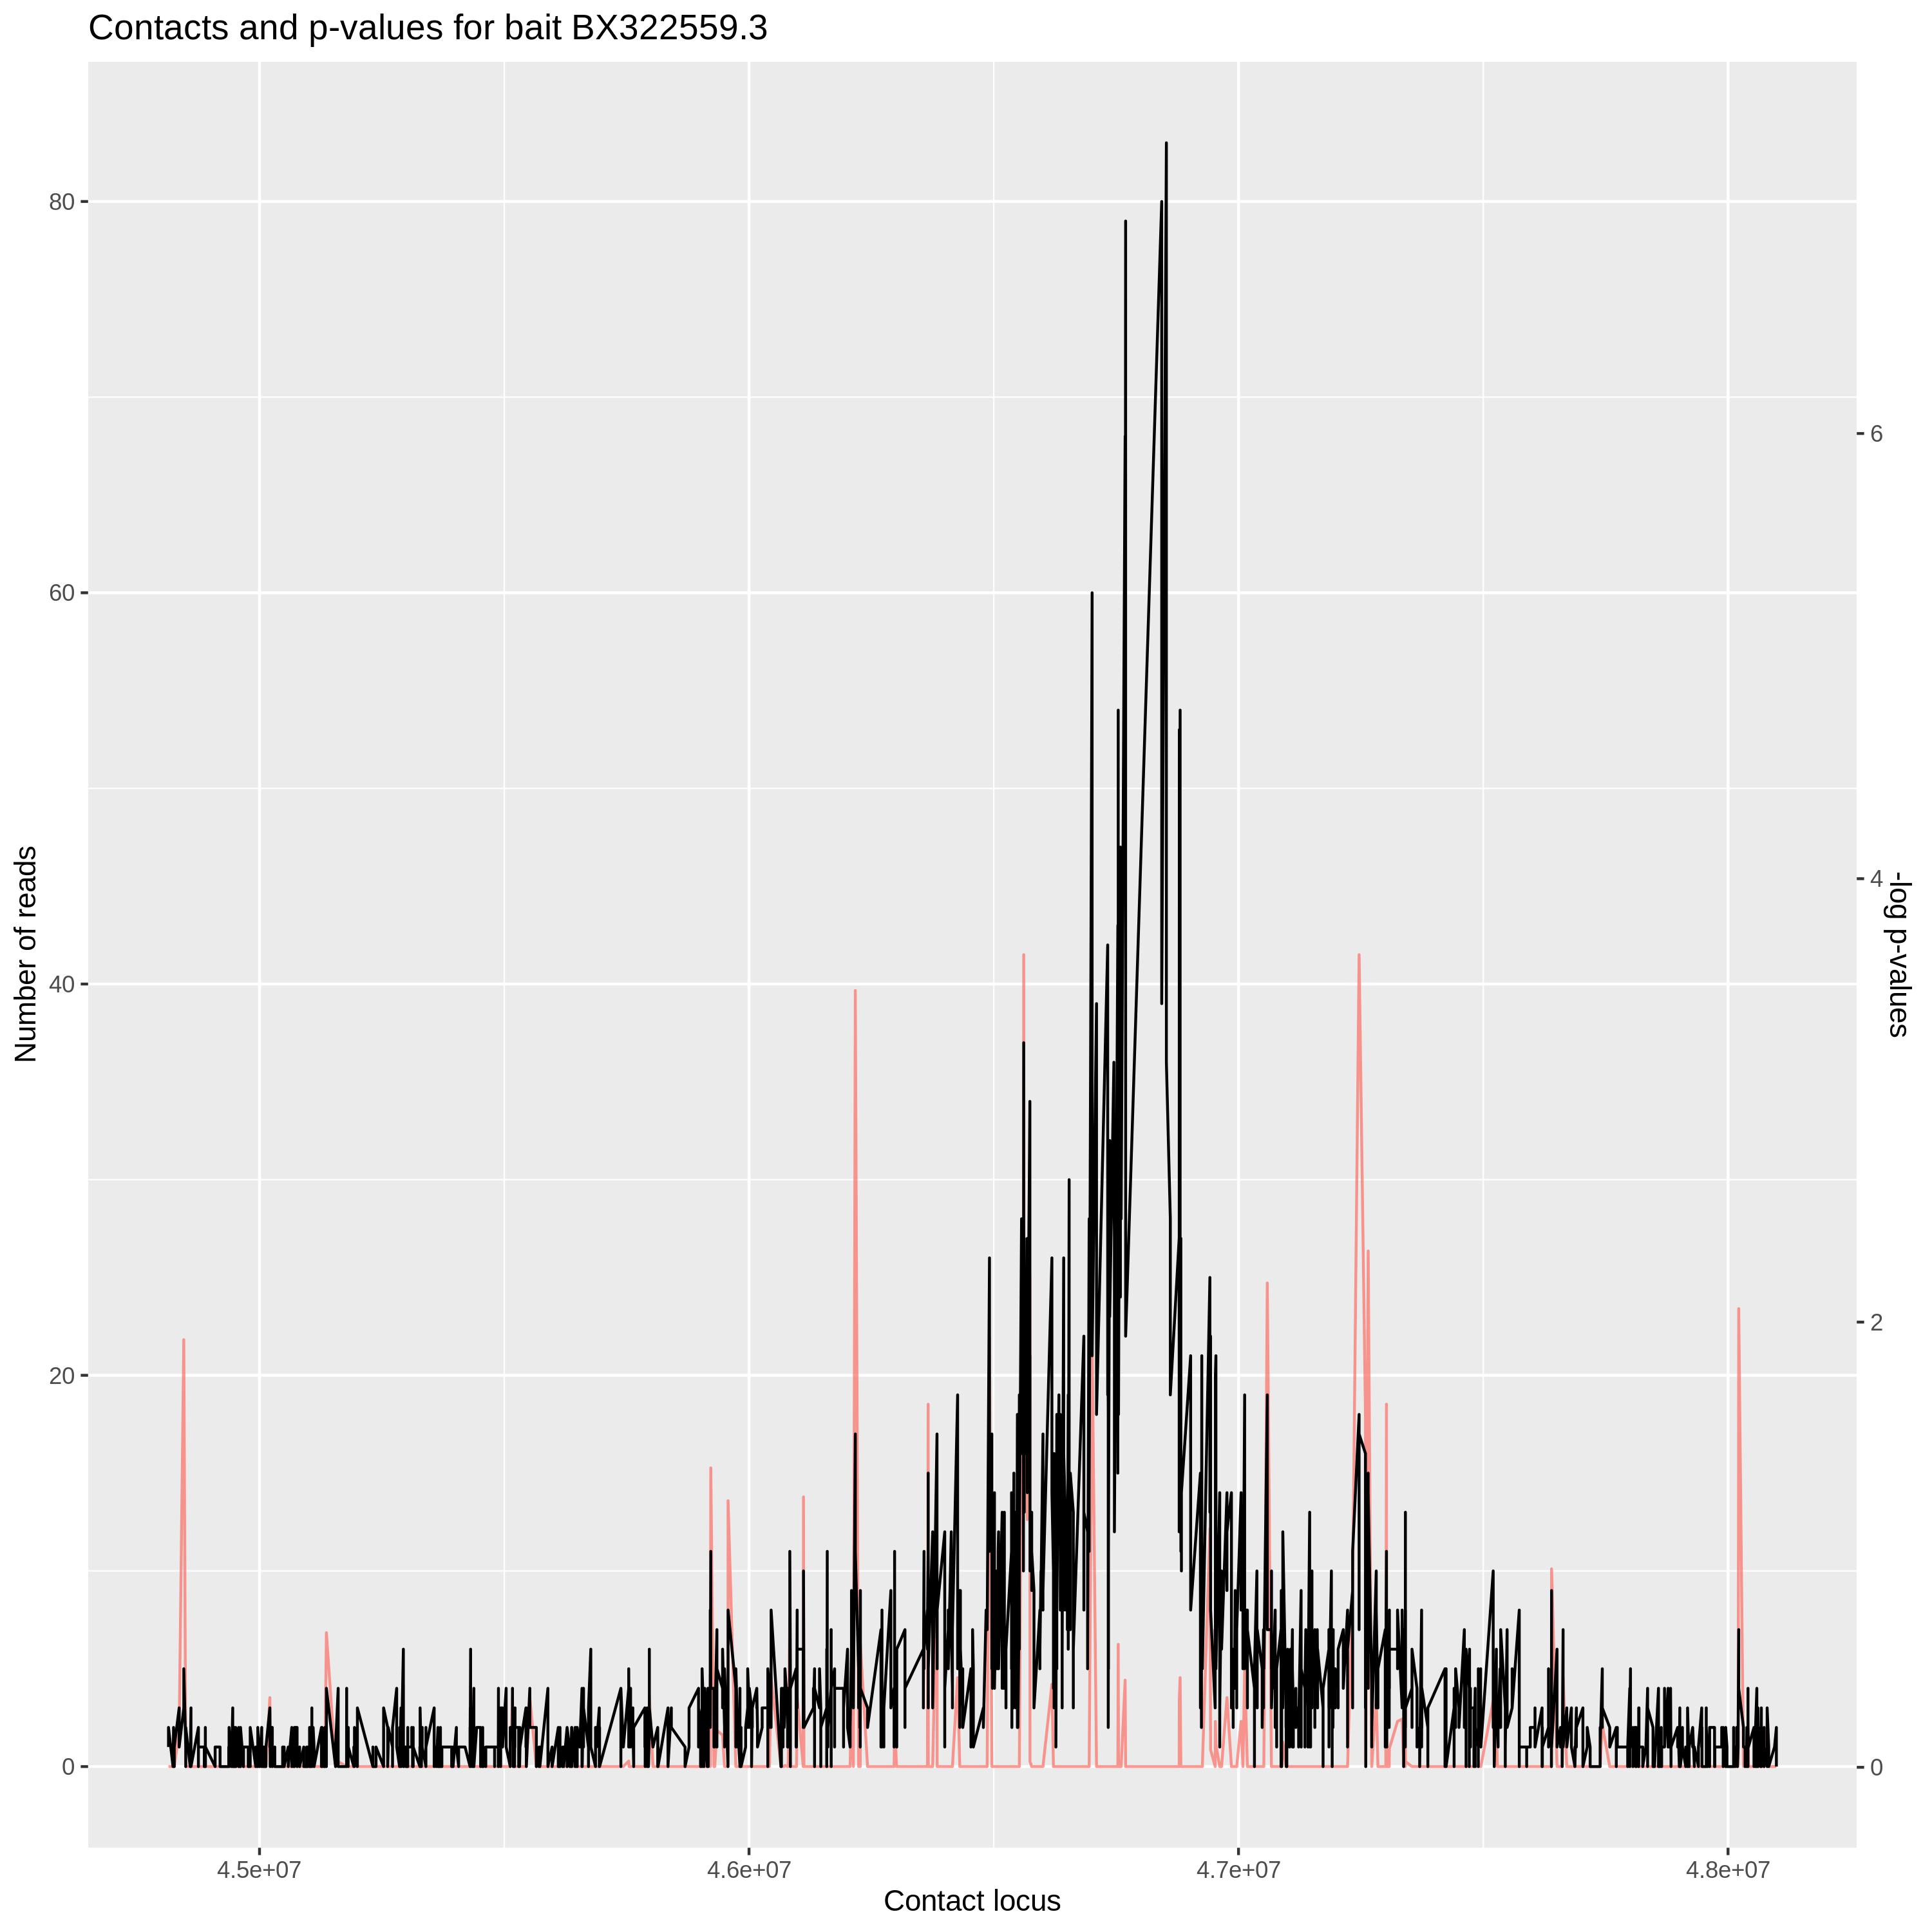 Contacts and p-values for bait BX322559.3
80
60
40
20
0
Number of reads
6
4
2
0
-log p-values
4.5e+07 4.6e+07 4.7e+07 4.8e+07
Contact locus